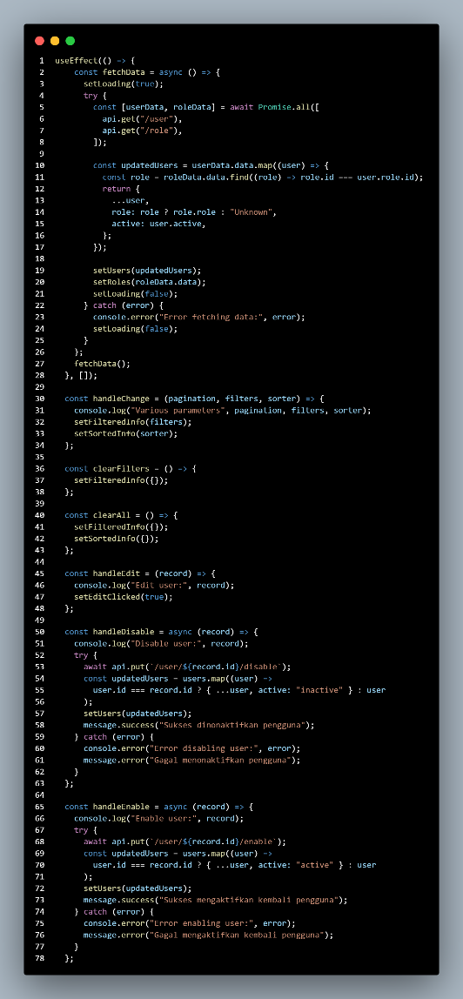 1 useEffect(() => {
2 const fetchData = async () => {
3 setLoading(true);
4 try {
5 const [userData, roleData] = await Promise.all([
6 api.get("/user"),
7 api.get("/role"),
8 ]);
9
10 const updatedUsers = userData.data.map((user) => {
11 const role = roleData.data.find((role) => role.id === user.role.id);
12 return {
13 ...user,
14 role: role ? role.role : "Unknown",
15 active: user.active,
16 };
17 });
18
19 setUsers(updatedUsers);
20 setRoles(roleData.data);
21 setLoading(false);
22 } catch (error) {
23 console.error("Error fetching data:", error);
24 setLoading(false);
25 }
26 };
27 fetchData();
28 }, []);
29
30 const handleChange = (pagination, filters, sorter) => {
31 console.log("Various parameters", pagination, filters, sorter);
32 setFilteredInfo(filters);
33 setSortedInfo(sorter);
34 };
35
36 const clearFilters = () => {
37 setFilteredInfo({});
38 };
39
40 const clearAll = () => {
41 setFilteredInfo({});
42 setSortedInfo({});
43 };
44
45 const handleEdit = (record) => {
46 console.log("Edit user:", record);
47 setEditClicked(true);
48 };
49
50 const handleDisable = async (record) => {
51 console.log("Disable user:", record);
52 try {
53 await api.put(`/user/${record.id}/disable`);
54 const updatedUsers = users.map((user) =>
55 user.id === record.id ? { ...user, active: "inactive" } : user
56 );
57 setUsers(updatedUsers);
58 message.success("Sukses dinonaktifkan pengguna");
59 } catch (error) {
60 console.error("Error disabling user:", error);
61 message.error("Gagal menonaktifkan pengguna");
62 }
63 };
64
65 const handleEnable = async (record) => {
66 console.log("Enable user:", record);
67 try {
68 await api.put(`/user/${record.id}/enable`);
69 const updatedUsers = users.map((user) =>
70 user.id === record.id ? { ...user, active: "active" } : user
71 );
72 setUsers(updatedUsers);
73 message.success("Sukses mengaktifkan kembali pengguna");
74 } catch (error) {
75 console.error("Error enabling user:", error);
76 message.error("Gagal mengaktifkan kembali pengguna");
77 }
78 };